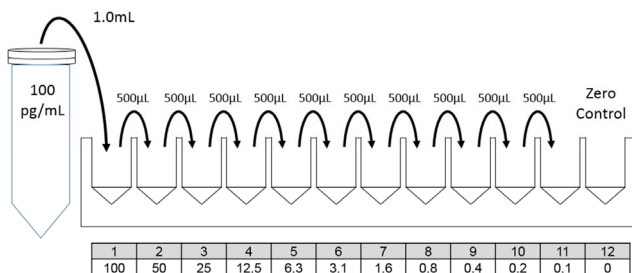 1.0mL
100
pg/mL
500µL 500µL 500µL 500µL 500µL 500µL 500µL 500µL 500µL 500µL
Zero
Control
1 2 3 4 5 6 7 8 9 10 11 12
100 50 25 12.5 6.3 3.1 1.6 0.8 0.4 0.2 0.1 0